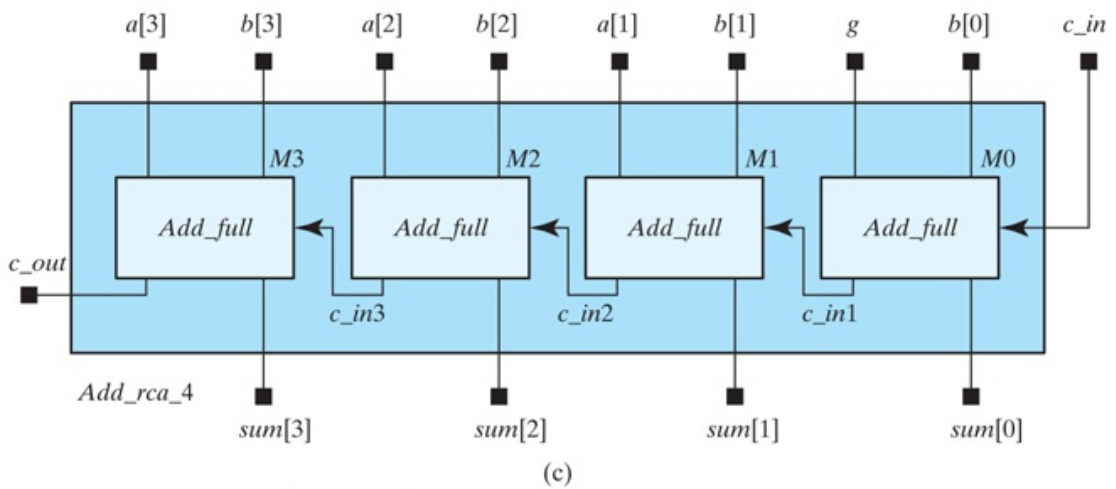 a[3] b[3] a[2] b[2] a[1] b[1] g b[0] c_in
M3 M2 M1 M0
Add_full Add_full Add_full Add_full
c_out
c_in3 c_in2 c_in1
Add_rca_4
sum[3] sum[2] sum[1] sum[0]
(c)